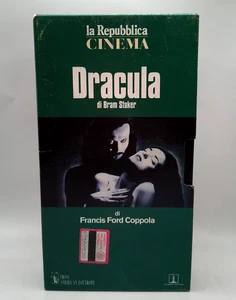 la Repubblica
CINEMA
Dracula
di Bram Stoker
di
Francis Ford Coppola